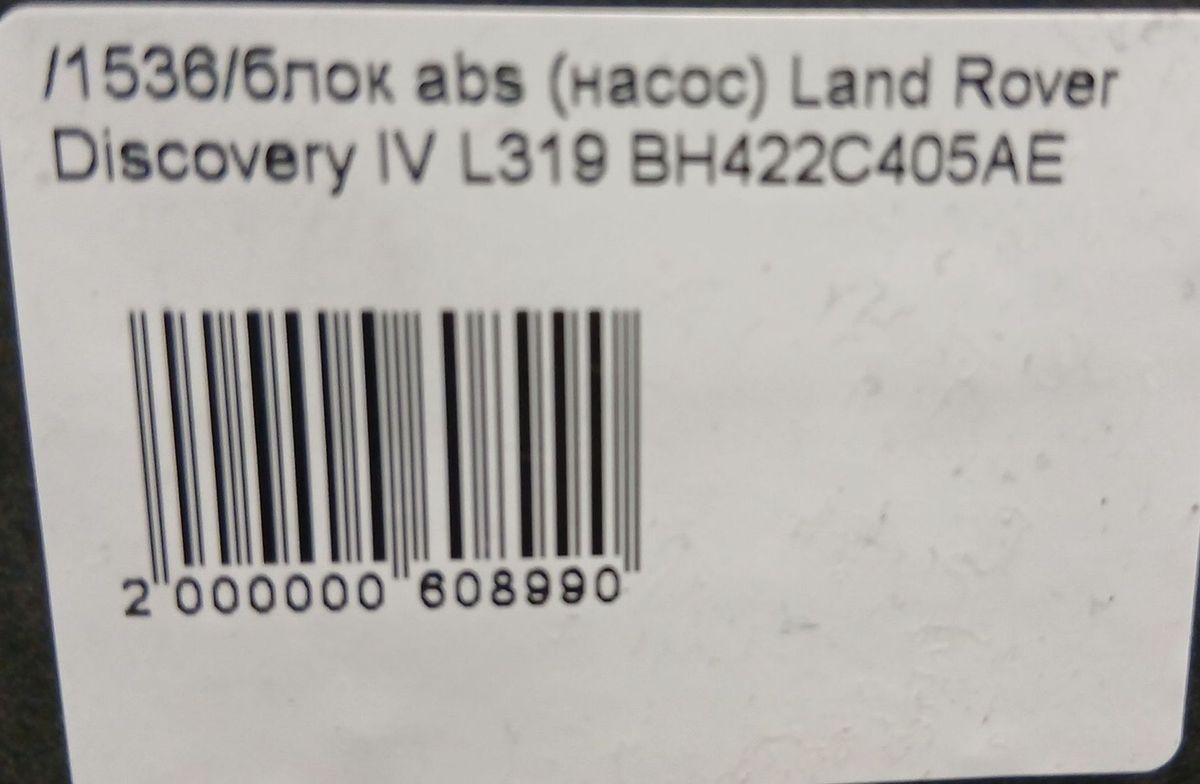 /1536/блок abs (насос) Land Rover
Discovery IV L319 BH422C405AE
2 000000 608990